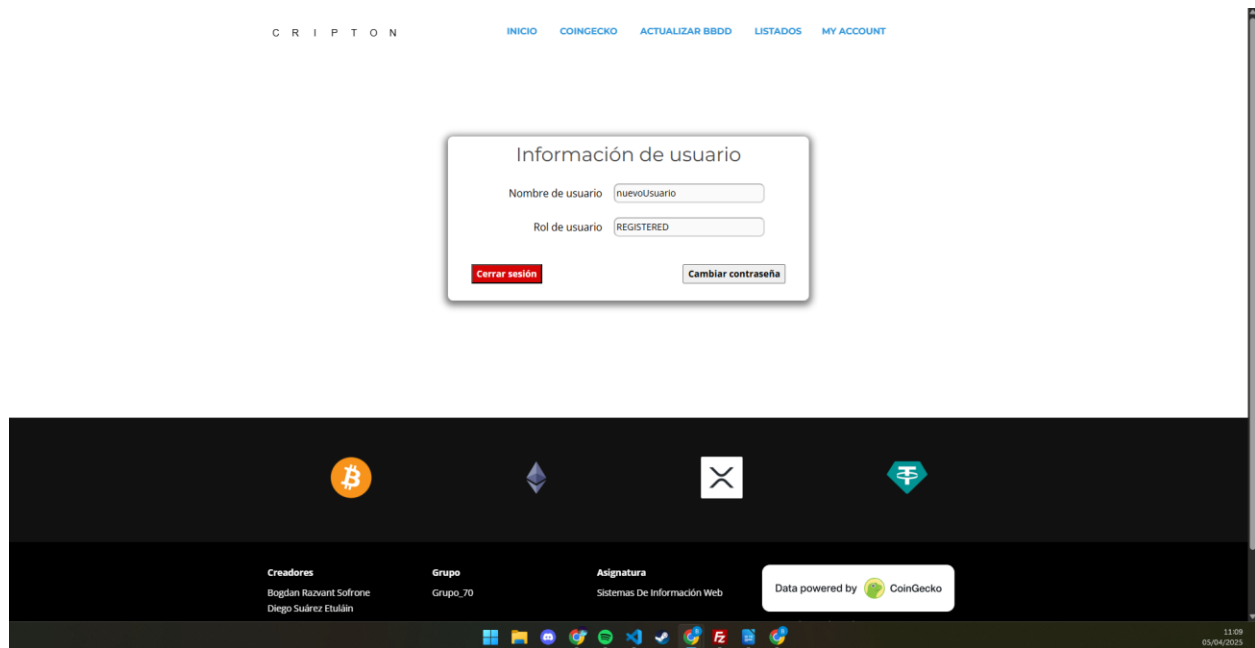 C R I P T O N
INICIO COINGECKO ACTUALIZAR BBDD LISTADOS MY ACCOUNT
Información de usuario
Nombre de usuario nuevoUsuario
Rol de usuario REGISTERED
Cerrar sesión Cambiar contraseña
Creadores Grupo Asignatura
Bogdan Razvant Sofrone Grupo_70 Sistemas De Información Web
Diego Suárez Etuláin
Data powered by CoinGecko
11:09
05/04/2025